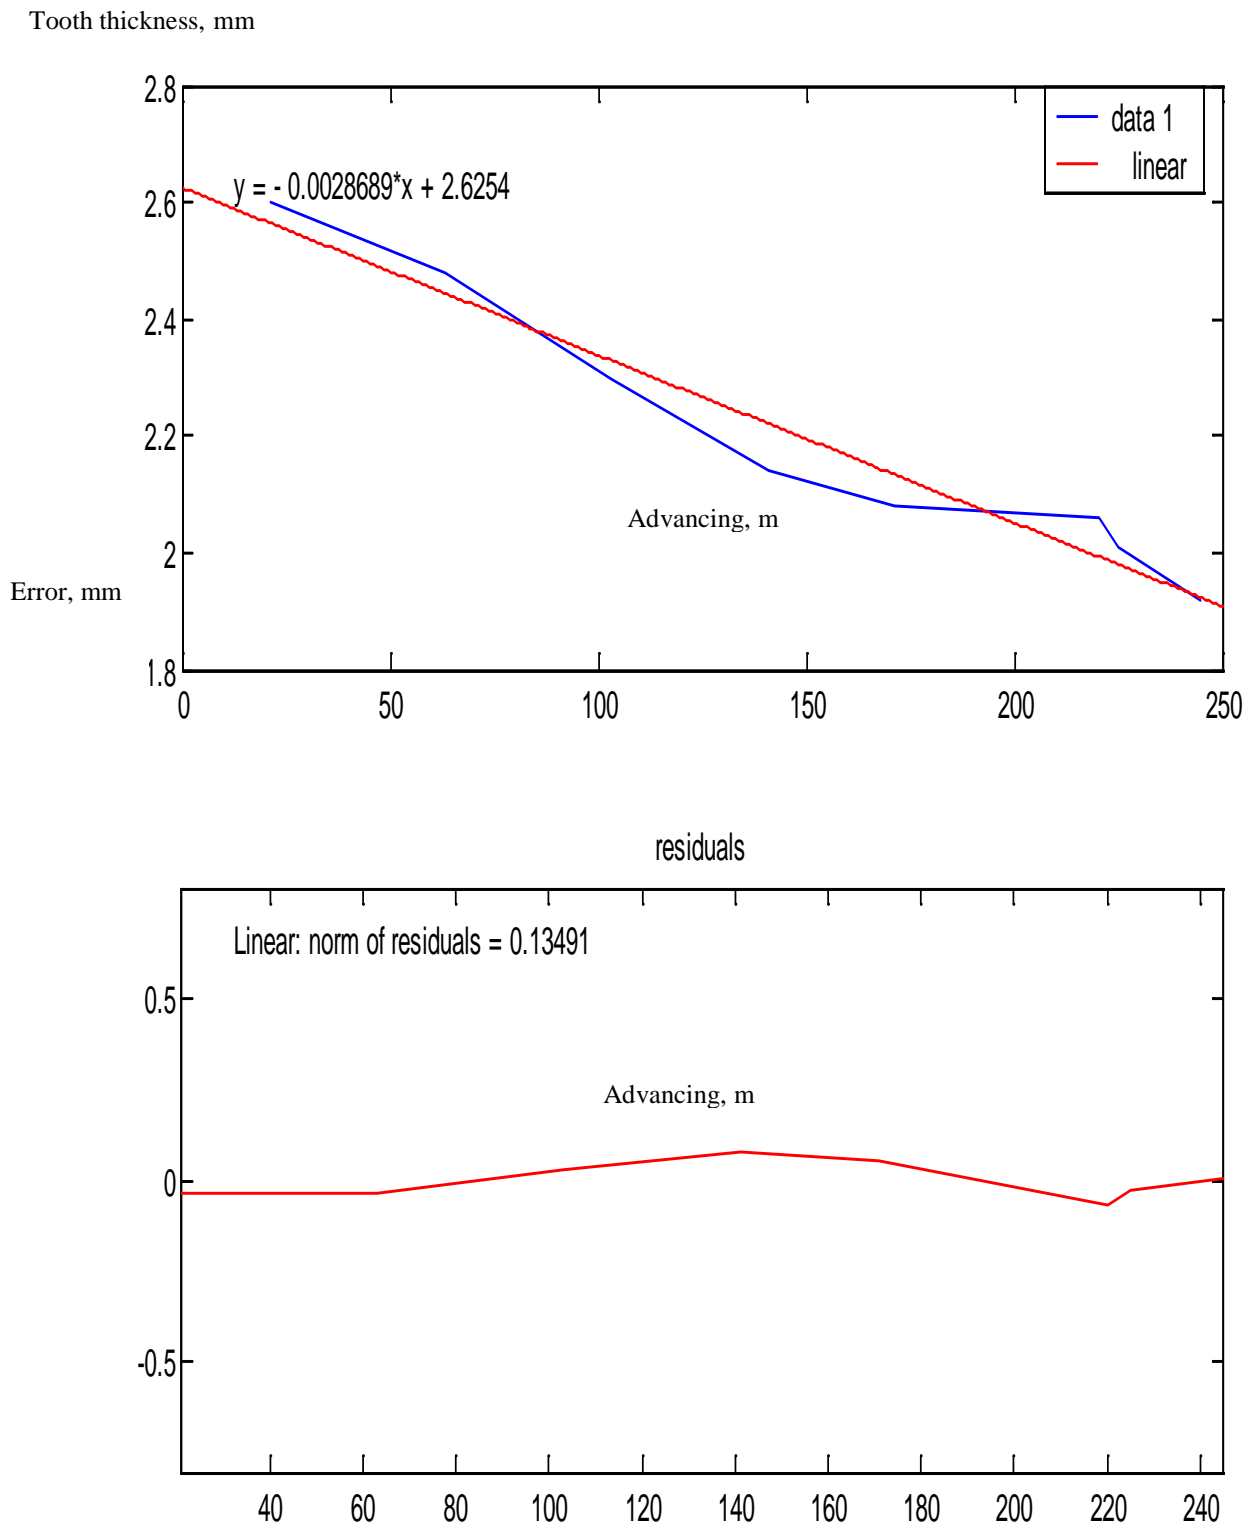 Tooth thickness, mm
2.8
data 1
linear
y = - 0.0028689*x + 2.6254
2.6
2.4
2.2
Advancing, m
2
Error, mm
1.8
0 50 100 150 200 250
residuals
Linear: norm of residuals = 0.13491
0.5
Advancing, m
0
-0.5
40 60 80 100 120 140 160 180 200 220 240